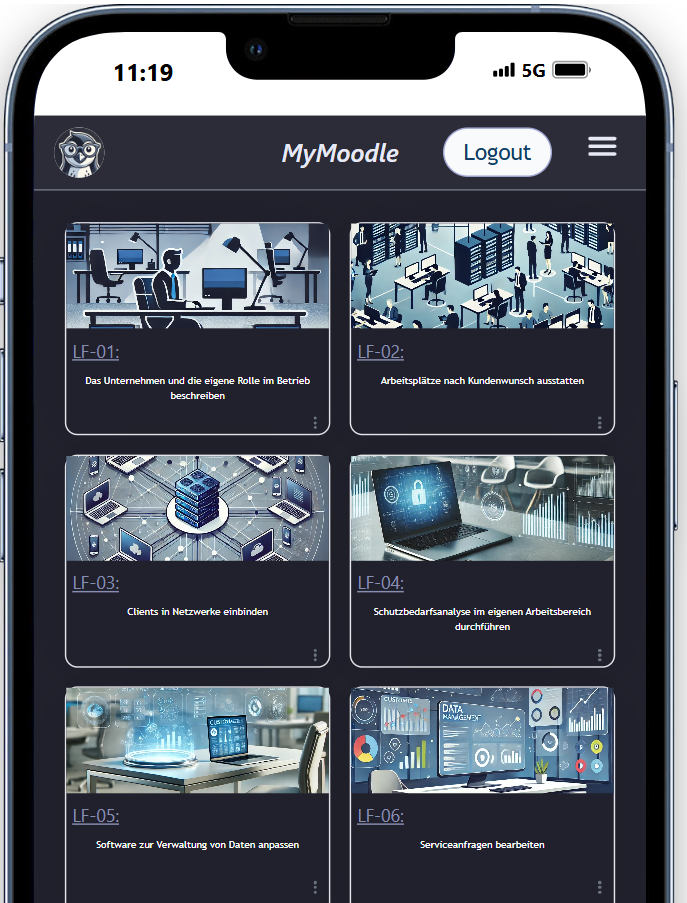 11:19
5G
MyMoodle
Logout
LF-01:
Das Unternehmen und die eigene Rolle im Betrieb
beschreiben
LF-02:
Arbeitsplätze nach Kundenwunsch ausstatten
LF-03:
Clients in Netzwerke einbinden
LF-04:
Schutzbedarfsanalyse im eigenen Arbeitsbereich
durchführen
DATA
MANAGEMENT
LF-05:
Software zur Verwaltung von Daten anpassen
LF-06:
Serviceanfragen bearbeiten